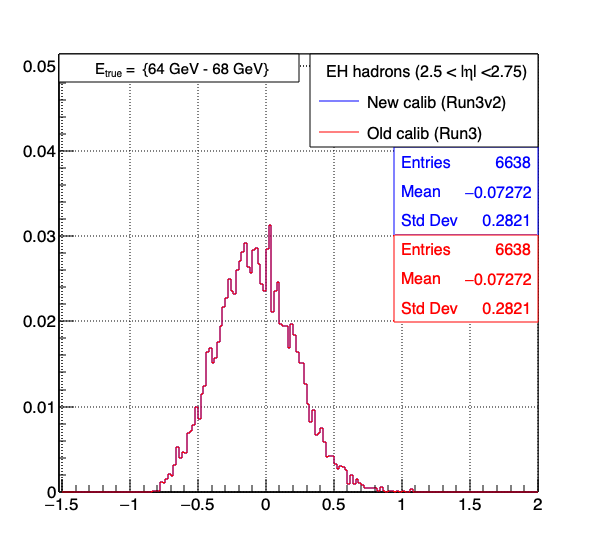 E_true = {64 GeV - 68 GeV}
EH hadrons (2.5 < |η| <2.75)
New calib (Run3v2)
Old calib (Run3)
Entries 6638
Mean −0.07272
Std Dev 0.2821
Entries 6638
Mean −0.07272
Std Dev 0.2821
0.05
0.04
0.03
0.02
0.01
0
−1.5 −1 −0.5 0 0.5 1 1.5 2